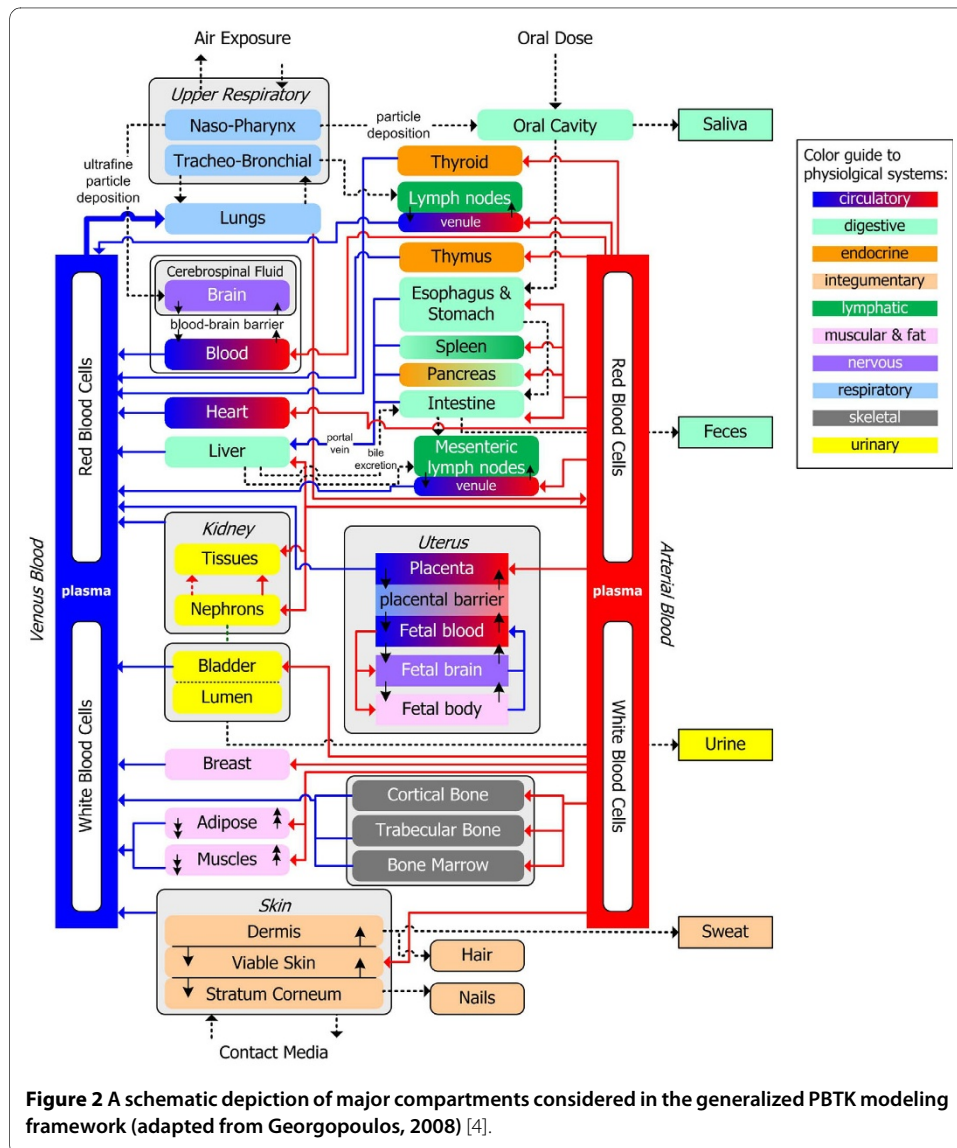 Air Exposure
Oral Dose
Upper Respiratory
Naso-Pharynx
particle
deposition
Oral Cavity
Saliva
ultrafine
particle
deposition
Tracheo-Bronchial
Thyroid
Lymph nodes
venule
Lungs
Color guide to
physiolgical systems:
circulatory
digestive
endocrine
integumentary
lymphatic
muscular & fat
nervous
respiratory
skeletal
urinary
Thymus
Cerebrospinal Fluid
Brain
blood-brain barrier
Blood
Esophagus &
Stomach
Spleen
Pancreas
Intestine
Heart
Liver
portal
vein
bile
excretion
Mesenteric
lymph nodes
venule
Feces
Red Blood Cells
Red Blood Cells
Venous Blood
plasma
Arterial Blood
plasma
White Blood Cells
White Blood Cells
Kidney
Tissues
Nephrons
Uterus
Placenta
placental barrier
Fetal blood
Fetal brain
Fetal body
Bladder
Lumen
Urine
Breast
Adipose
Muscles
Cortical Bone
Trabecular Bone
Bone Marrow
Skin
Dermis
Viable Skin
Stratum Corneum
Hair
Nails
Sweat
Contact Media
Figure 2 A schematic depiction of major compartments considered in the generalized PBTK modeling
framework (adapted from Georgopoulos, 2008) [4].